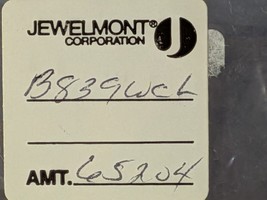 JEWELMONT®
CORPORATION
B839WCL
AMT. 65204